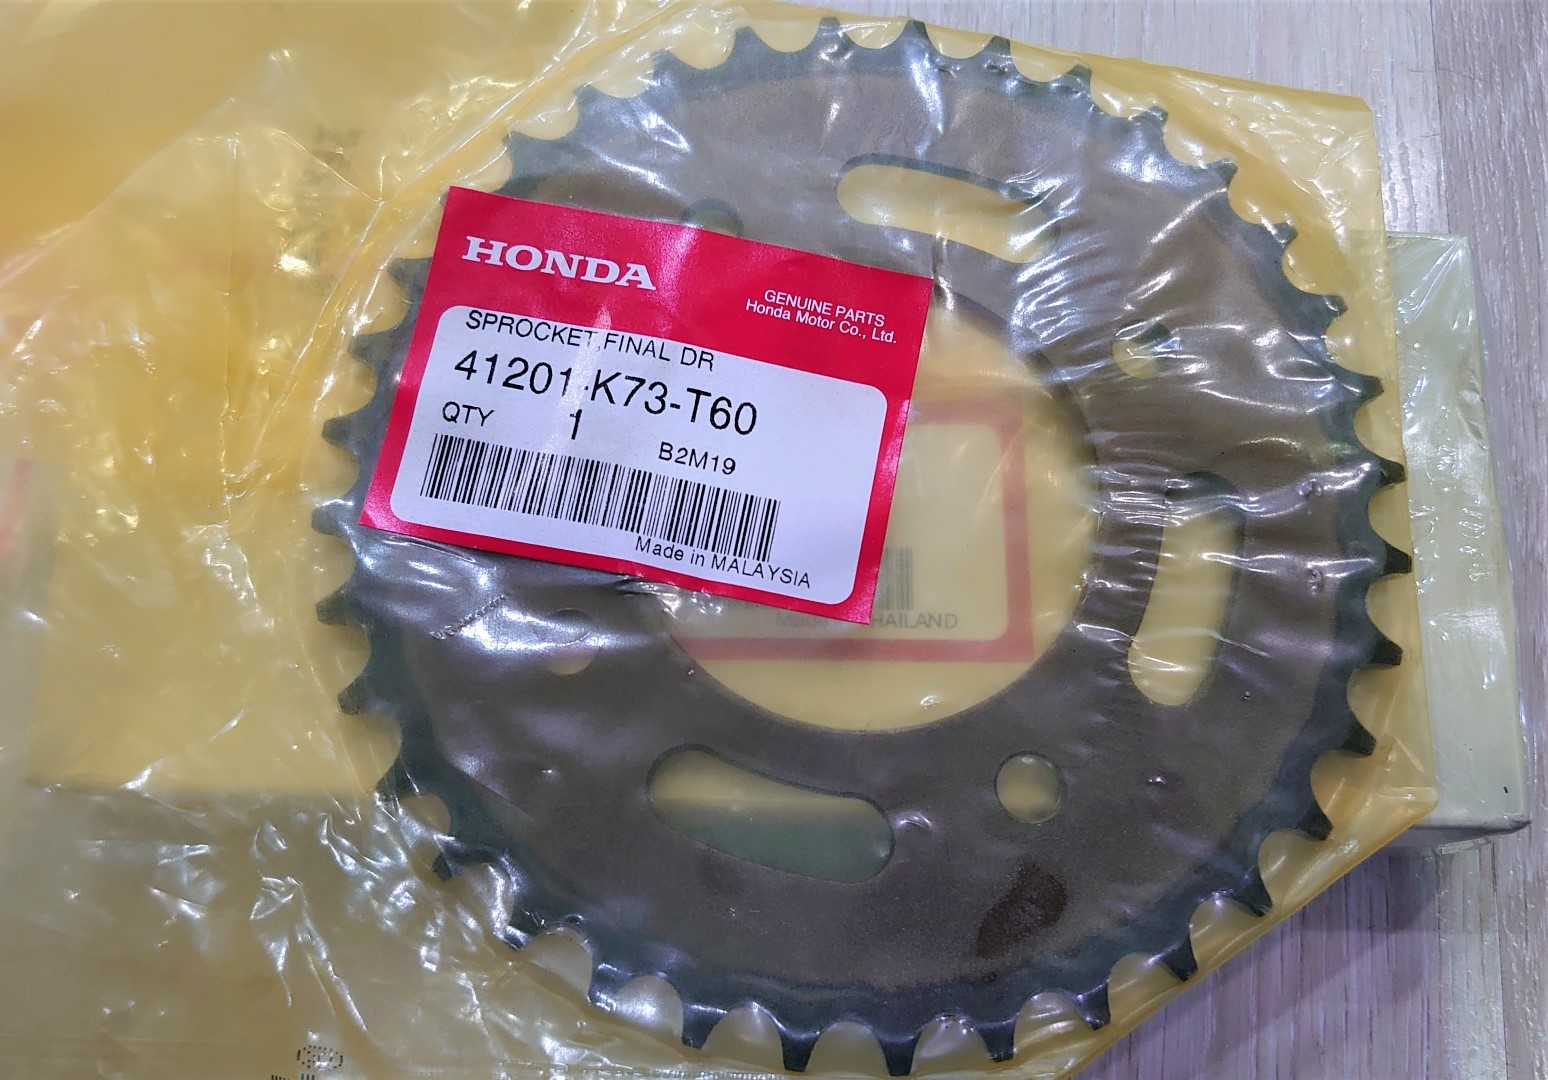 HONDA
GENUINE PARTS
Honda Motor Co., Ltd.
SPROCKET,FINAL DR
41201-K73-T60
QTY 1
B2M19
Made in MALAYSIA
THAILAND